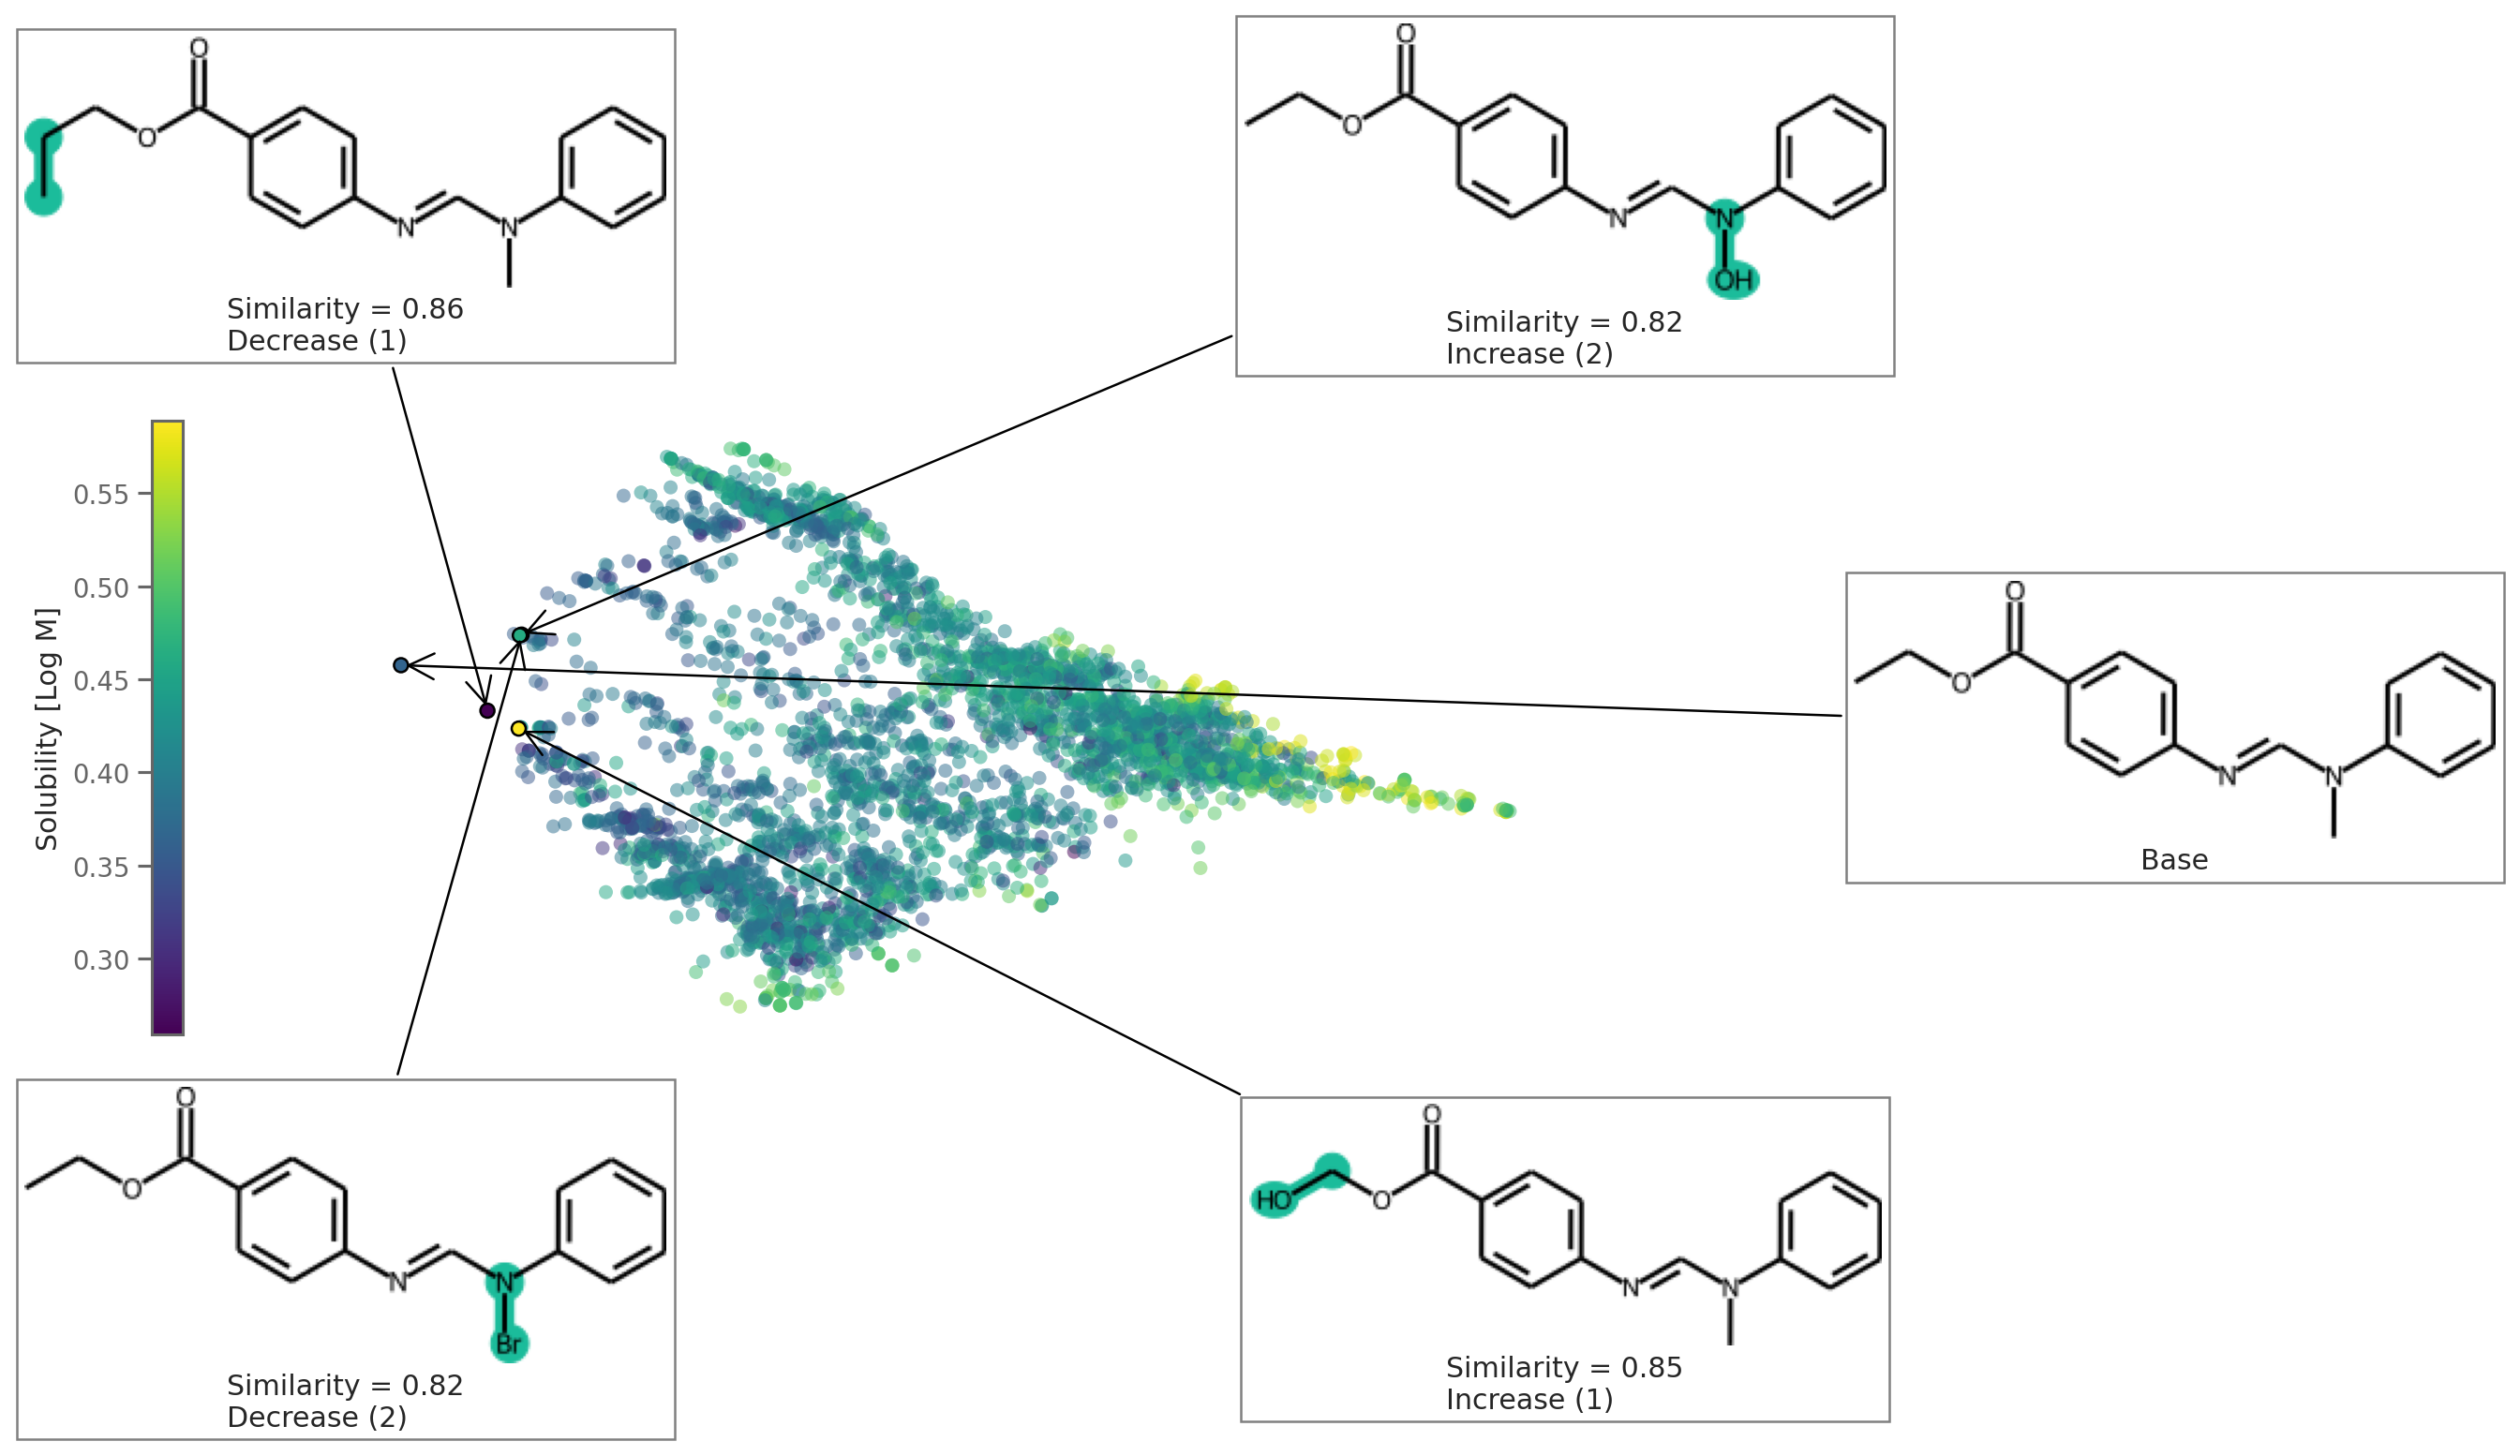 O
O
N
N
Similarity = 0.86
Decrease (1)
O
O
N
N
OH
Similarity = 0.82
Increase (2)
Solubility [Log M]
0.55
0.50
0.45
0.40
0.35
0.30
O
O
N
N
Base
O
O
N
N
Br
Similarity = 0.82
Decrease (2)
O
HO
O
N
N
Similarity = 0.85
Increase (1)